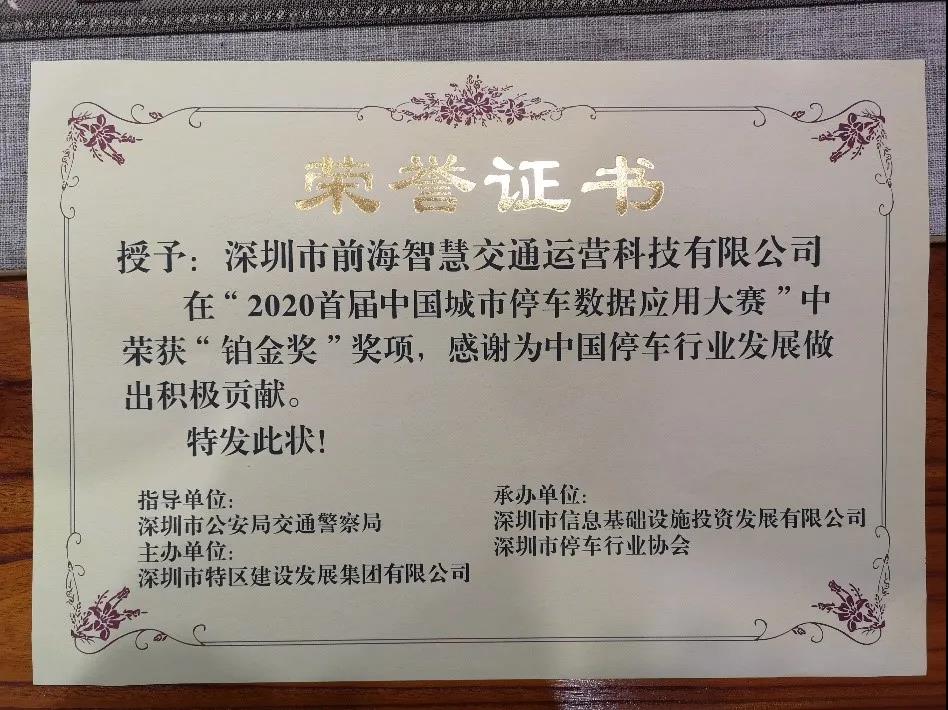 荣誉证书
授予：深圳市前海智慧交通运营科技有限公司
在“2020首届中国城市停车数据应用大赛”中
荣获“铂金奖”奖项，感谢为中国停车行业发展做
出积极贡献。
特发此状！
指导单位：
深圳市公安局交通警察局
主办单位：
深圳市特区建设发展集团有限公司
承办单位：
深圳市信息基础设施投资发展有限公司
深圳市停车行业协会